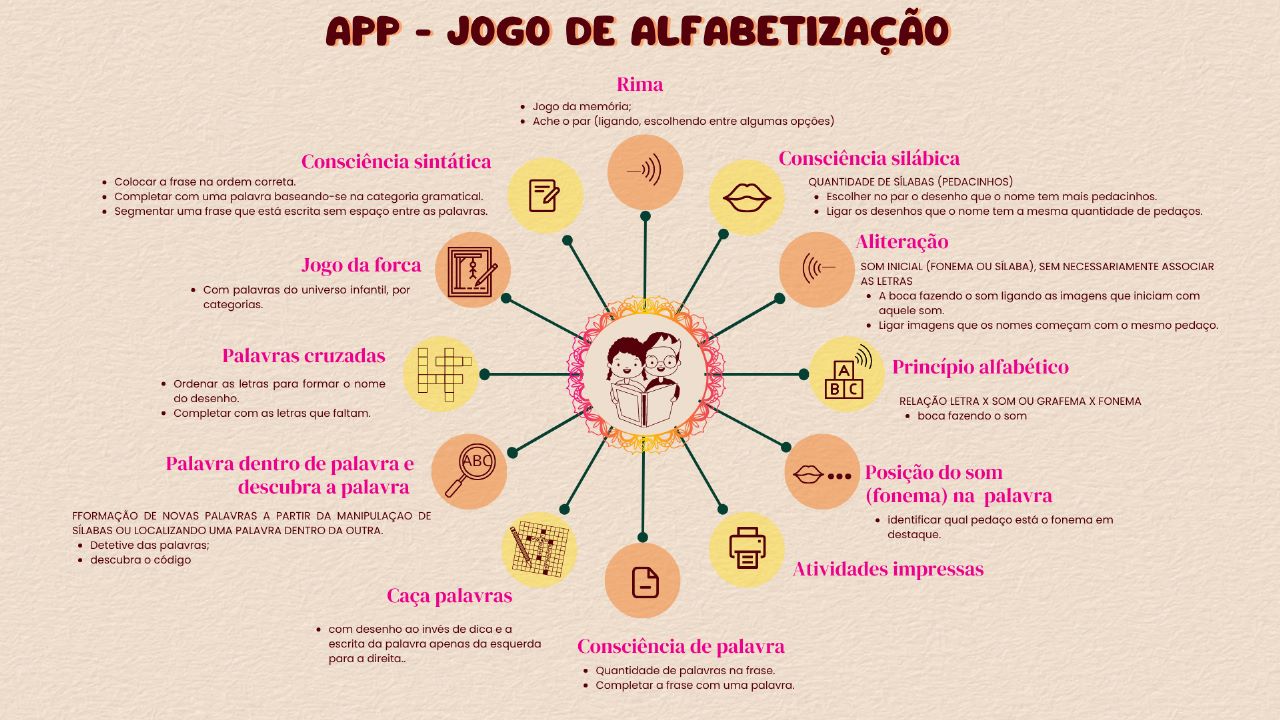 APP - JOGO DE ALFABETIZAÇÃO
Rima
• Jogo da memória;
• Ache o par (ligando, escolhendo entre algumas opções)
Consciência silábica
QUANTIDADE DE SÍLABAS (PEDACINHOS)
• Escolher no par o desenho que o nome tem mais pedacinhos.
• Ligar os desenhos que o nome tem a mesma quantidade de pedaços.
Aliteração
SOM INICIAL (FONEMA OU SÍLABA), SEM NECESSARIAMENTE ASSOCIAR
AS LETRAS
• A boca fazendo o som ligando as imagens que iniciam com
aquele som.
• Ligar imagens que os nomes começam com o mesmo pedaço.
A
B C
Princípio alfabético
RELAÇÃO LETRA X SOM OU GRAFEMA X FONEMA
• boca fazendo o som
Posição do som
(fonema) na palavra
• identificar qual pedaço está o fonema em
destaque.
Atividades impressas
Consciência de palavra
• Quantidade de palavras na frase.
• Completar a frase com uma palavra.
Caça palavras
• com desenho ao invés de dica e a
escrita da palavra apenas da esquerda
para a direita..
ABC
Palavra dentro de palavra e
descubra a palavra
FFORMAÇÃO DE NOVAS PALAVRAS A PARTIR DA MANIPULAÇAO DE
SÍLABAS OU LOCALIZANDO UMA PALAVRA DENTRO DA OUTRA.
• Detetive das palavras;
• descubra o código
Palavras cruzadas
• Ordenar as letras para formar o nome
do desenho.
• Completar com as letras que faltam.
Jogo da forca
• Com palavras do universo infantil, por
categorias.
Consciência sintática
• Colocar a frase na ordem correta.
• Completar com uma palavra baseando-se na categoria gramatical.
• Segmentar uma frase que está escrita sem espaço entre as palavras.